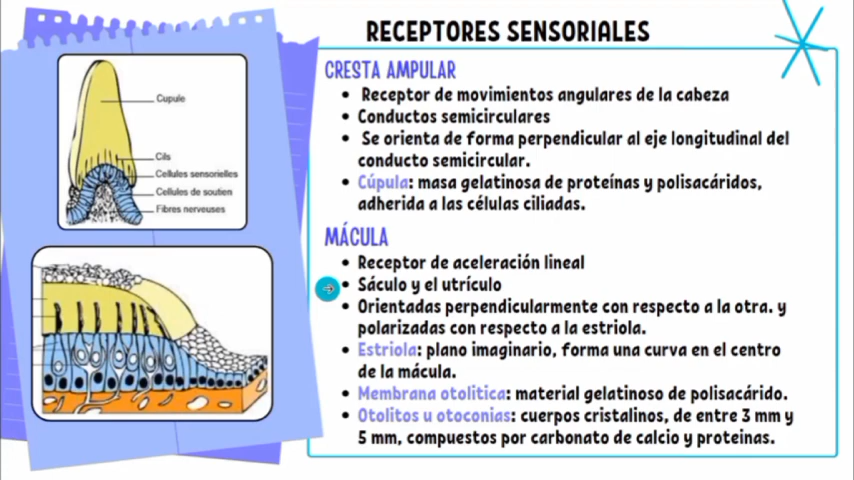 RECEPTORES SENSORIALES
Cupule
Cils
Cellules sensorielles
Cellules de soutien
Fibres nerveuses
CRESTA AMPULAR
• Receptor de movimientos angulares de la cabeza
• Conductos semicirculares
• Se orienta de forma perpendicular al eje longitudinal del
conducto semicircular.
• Cúpula: masa gelatinosa de proteínas y polisacáridos,
adherida a las células ciliadas.
MÁCULA
• Receptor de aceleración lineal
• Sáculo y el utrículo
• Orientadas perpendicularmente con respecto a la otra. y
polarizadas con respecto a la estriola.
• Estriola: plano imaginario, forma una curva en el centro
de la mácula.
• Membrana otolitica: material gelatinoso de polisacárido.
• Otolitos u otoconias: cuerpos cristalinos, de entre 3 mm y
5 mm, compuestos por carbonato de calcio y proteinas.